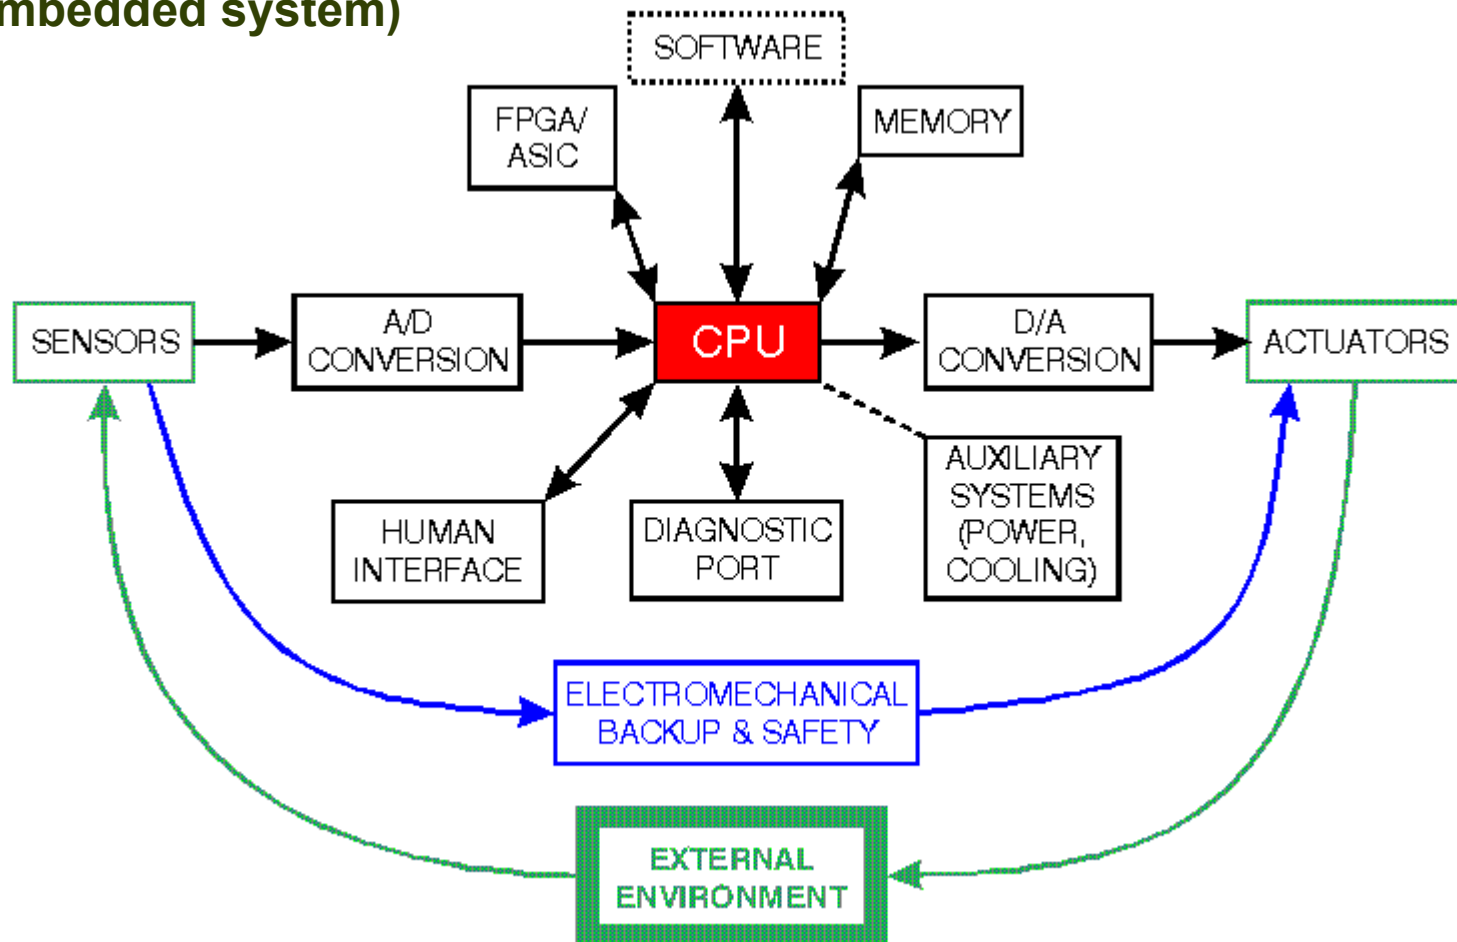 mbedded system)
SOFTWARE
FPGA/
ASIC
MEMORY
SENSORS
A/D
CONVERSION
CPU
D/A
CONVERSION
ACTUATORS
HUMAN
INTERFACE
DIAGNOSTIC
PORT
AUXILIARY
SYSTEMS
(POWER,
COOLING)
ELECTROMECHANICAL
BACKUP & SAFETY
EXTERNAL
ENVIRONMENT